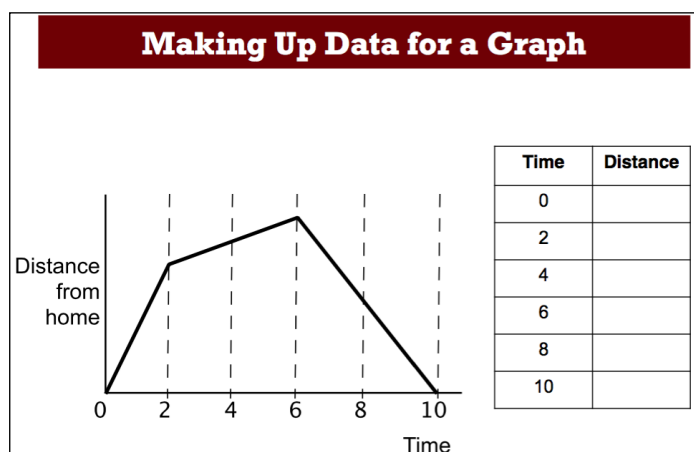 Making Up Data for a Graph
Distance
from
home
0 2 4 6 8 10
Time
Time Distance
0
2
4
6
8
10